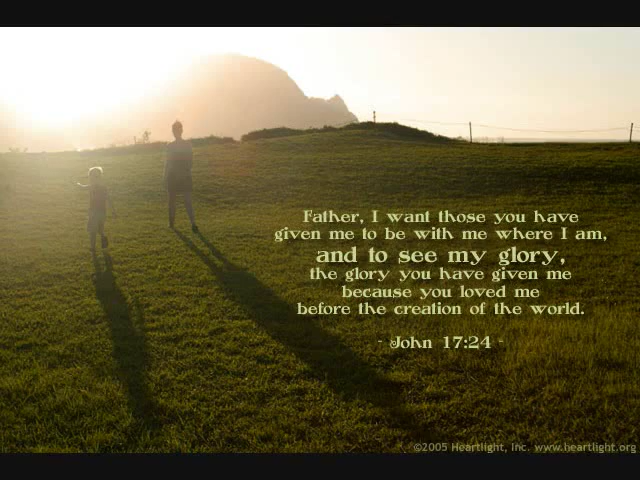 Father, I want those you have
given me to be with me where I am,
and to see my glory,
the glory you have given me
because you loved me
before the creation of the world.
- John 17:24 -
©2005 Heartlight, Inc. www.heartlight.org